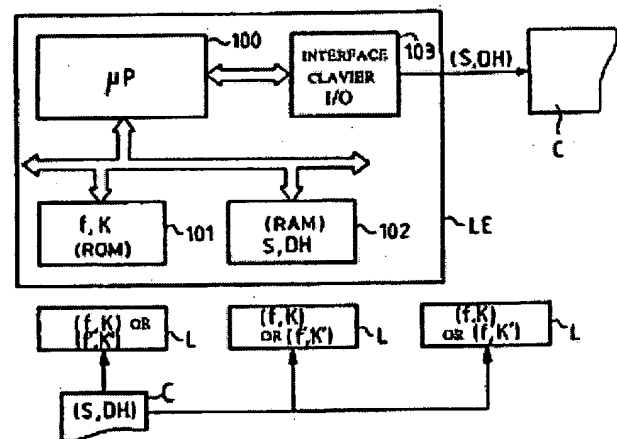 100
µP
INTERFACE
CLAVIER
I/O
103
(S,DH)
C
f, K
(ROM)
101
(RAM)
S,DH
102
LE
(f,K) OR
(f',K')
L
(f,K)
OR (f',K')
L
(f,K)
OR (f,K')
L
(S,DH)
C